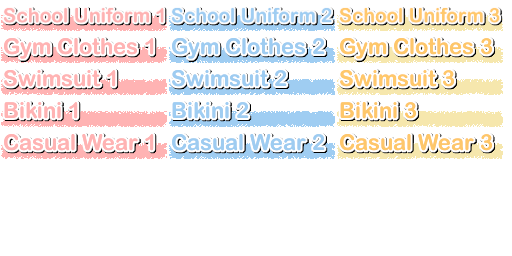 School Uniform 1 School Uniform 2 School Uniform 3
Gym Clothes 1 Gym Clothes 2 Gym Clothes 3
Swimsuit 1 Swimsuit 2 Swimsuit 3
Bikini 1 Bikini 2 Bikini 3
Casual Wear 1 Casual Wear 2 Casual Wear 3